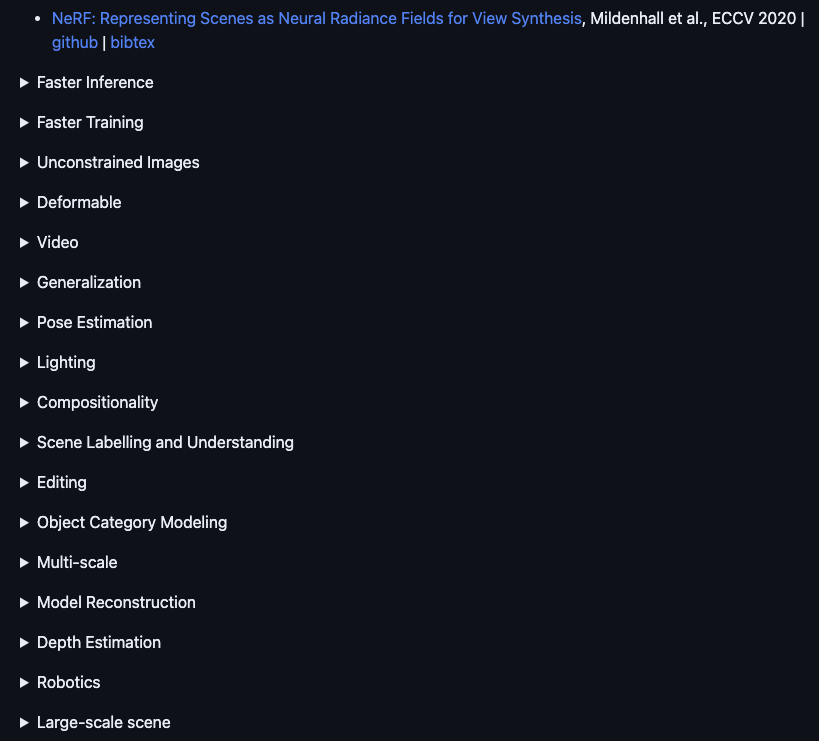 NeRF: Representing Scenes as Neural Radiance Fields for View Synthesis, Mildenhall et al., ECCV 2020 |
github | bibtex
Faster Inference
Faster Training
Unconstrained Images
Deformable
Video
Generalization
Pose Estimation
Lighting
Compositionality
Scene Labelling and Understanding
Editing
Object Category Modeling
Multi-scale
Model Reconstruction
Depth Estimation
Robotics
Large-scale scene